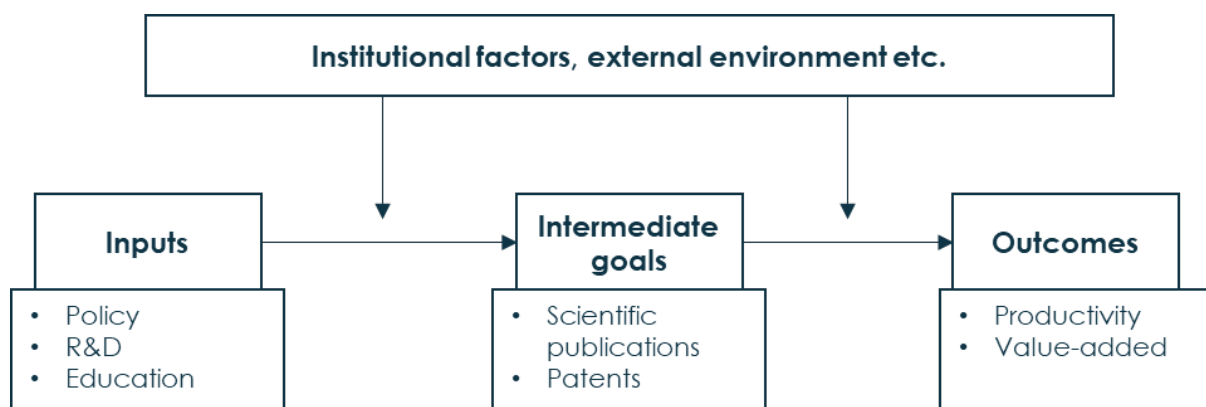 Institutional factors, external environment etc.
Inputs
• Policy
• R&D
• Education
Intermediate
goals
• Scientific
publications
• Patents
Outcomes
• Productivity
• Value-added